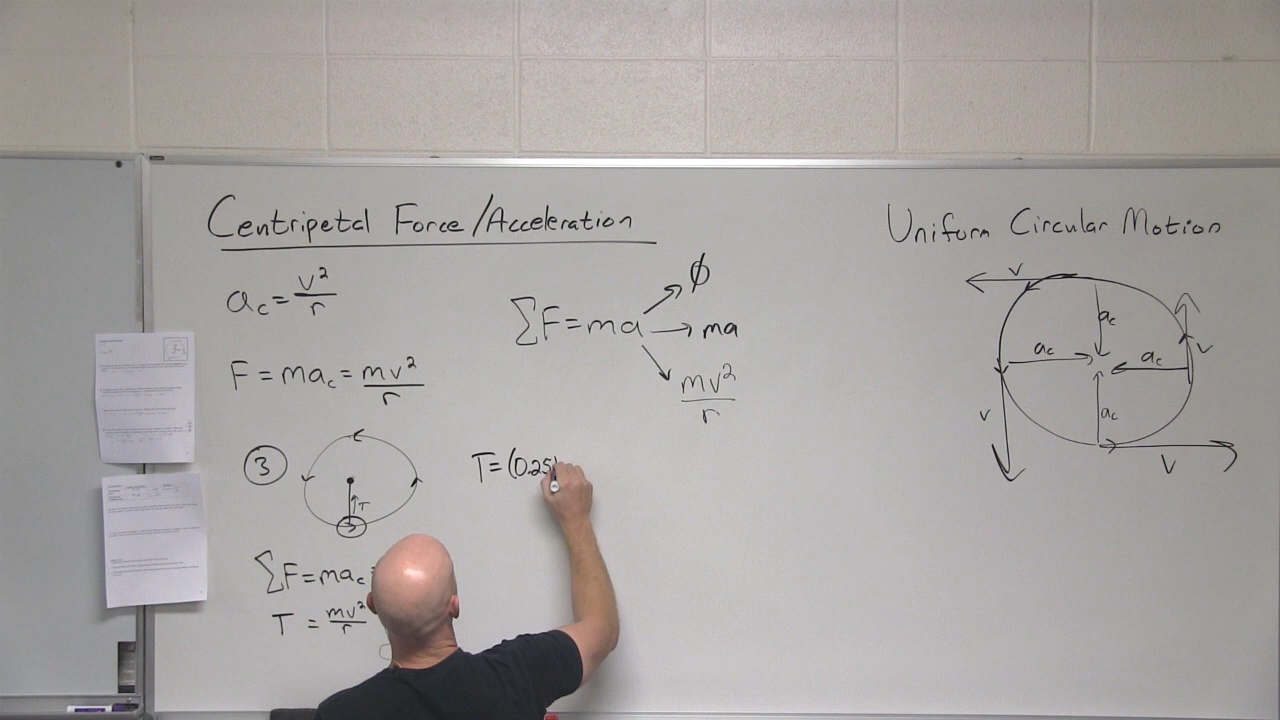 Centripetal Force/Acceleration
a_c = v²/r
F = ma_c = mv²/r
ΣF = ma → ∅
→ ma
→ mv²/r
③
T
T = (0.25
ΣF = ma_c =
T = mv²/r
Uniform Circular Motion
v
a_c
a_c
a_c
v
v
a_c
v